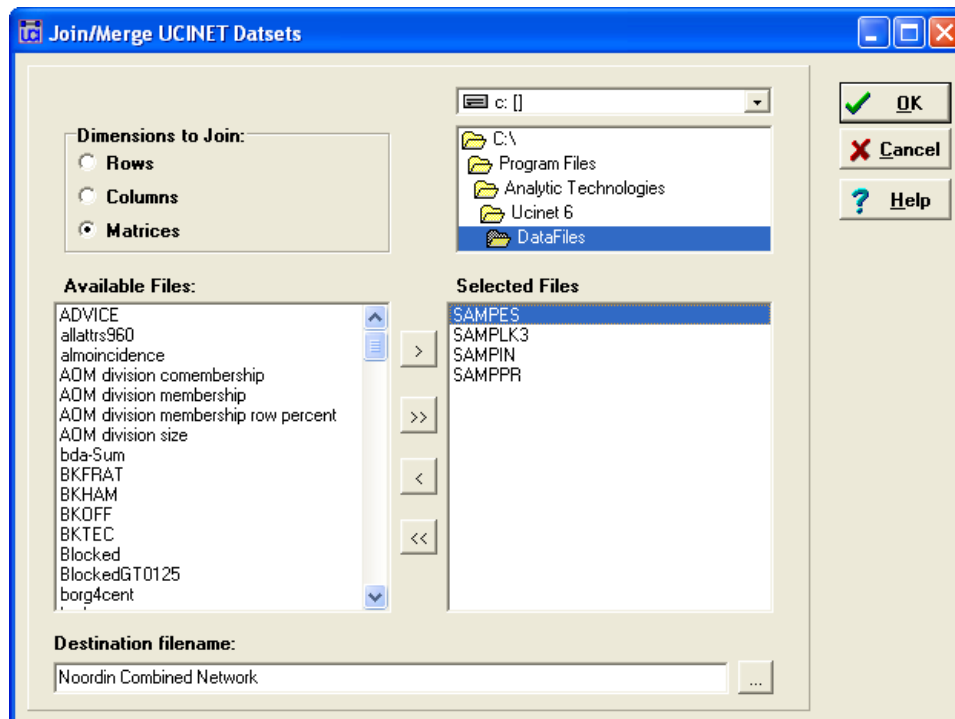 Join/Merge UCINET Datsets
c: []
OK
Cancel
Help
Dimensions to Join:
Rows
Columns
Matrices
C:\
Program Files
Analytic Technologies
Ucinet 6
DataFiles
Available Files:
ADVICE
allattrs960
almoincidence
AOM division comembership
AOM division membership
AOM division membership row percent
AOM division size
bda-Sum
BKFRAT
BKHAM
BKOFF
BKTEC
Blocked
BlockedGT0125
borg4cent
>
>>
<
<<
Selected Files
SAMPES
SAMPLK3
SAMPIN
SAMPPR
Destination filename:
Noordin Combined Network
...